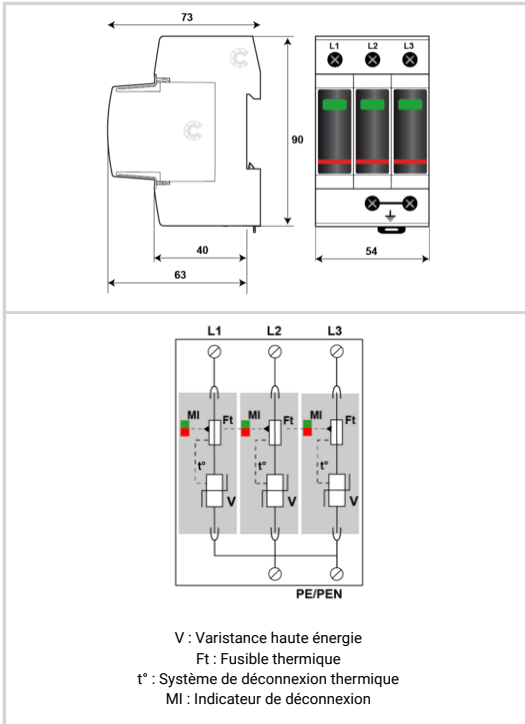 73
L1 L2 L3
C
C
90
40
63
54
L1 L2 L3
MI Ft MI Ft MI Ft
t° t° t°
V V V
PE/PEN
V : Varistance haute énergie
Ft : Fusible thermique
t° : Système de déconnexion thermique
MI : Indicateur de déconnexion